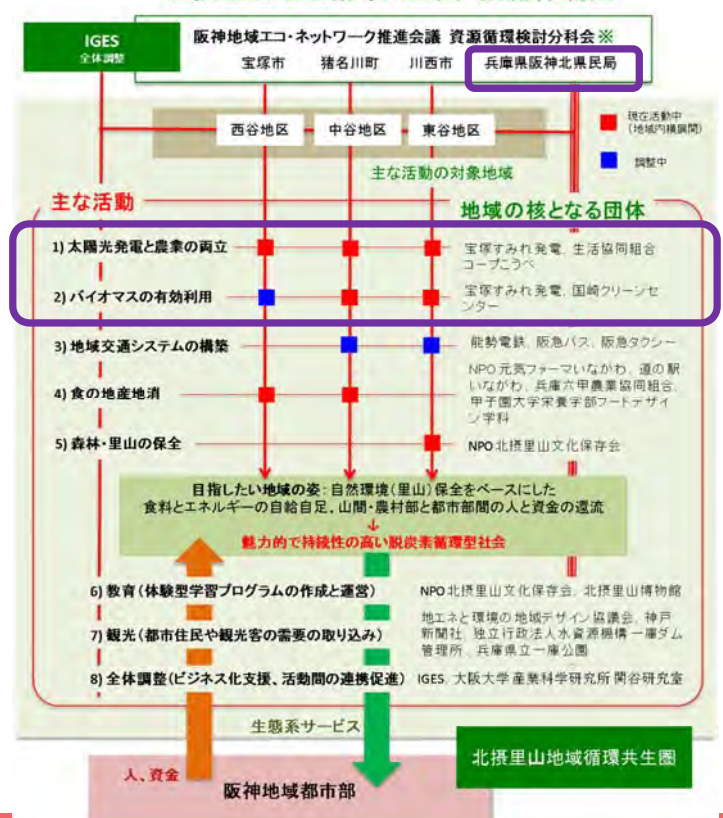 IGES
全体調整
阪神地域エコ・ネットワーク推進会議 資源循環検討分科会※
宝塚市 猪名川町 川西市 兵庫県阪神北県民局
西谷地区 中谷地区 東谷地区
現在活動中
(地域内横展開)
調整中
主な活動の対象地域
主な活動
地域の核となる団体
1) 太陽光発電と農業の両立
宝塚すみれ発電、生活協同組合
コープこうべ
2) バイオマスの有効利用
宝塚すみれ発電、国崎クリーンセ
ンター
3) 地域交通システムの構築
能勢電鉄、阪急バス、阪急タクシー
4) 食の地産地消
NPO 元気ファーマいながわ、道の駅
いながわ、兵庫六甲農業協同組合、
甲子園大学栄養学部フードデザイ
ン学科
5) 森林・里山の保全
NPO 北摂里山文化保存会
目指したい地域の姿：自然環境(里山)保全をベースにした
食料とエネルギーの自給自足、山間・農村部と都市部間の人と資金の還流
↓
魅力的で持続性の高い脱炭素循環型社会
6) 教育(体験型学習プログラムの作成と運営)
NPO 北摂里山文化保存会、北摂里山博物館
7) 観光(都市住民や観光客の需要の取り込み)
地エネと環境の地域デザイン協議会、神戸
新聞社、独立行政法人水資源機構 一庫ダム
管理所、兵庫県立一庫公園
8) 全体調整(ビジネス化支援、活動間の連携促進)
IGES、大阪大学 産業科学研究所 関谷研究室
生態系サービス
北摂里山地域循環共生圏
人、資金
阪神地域都市部